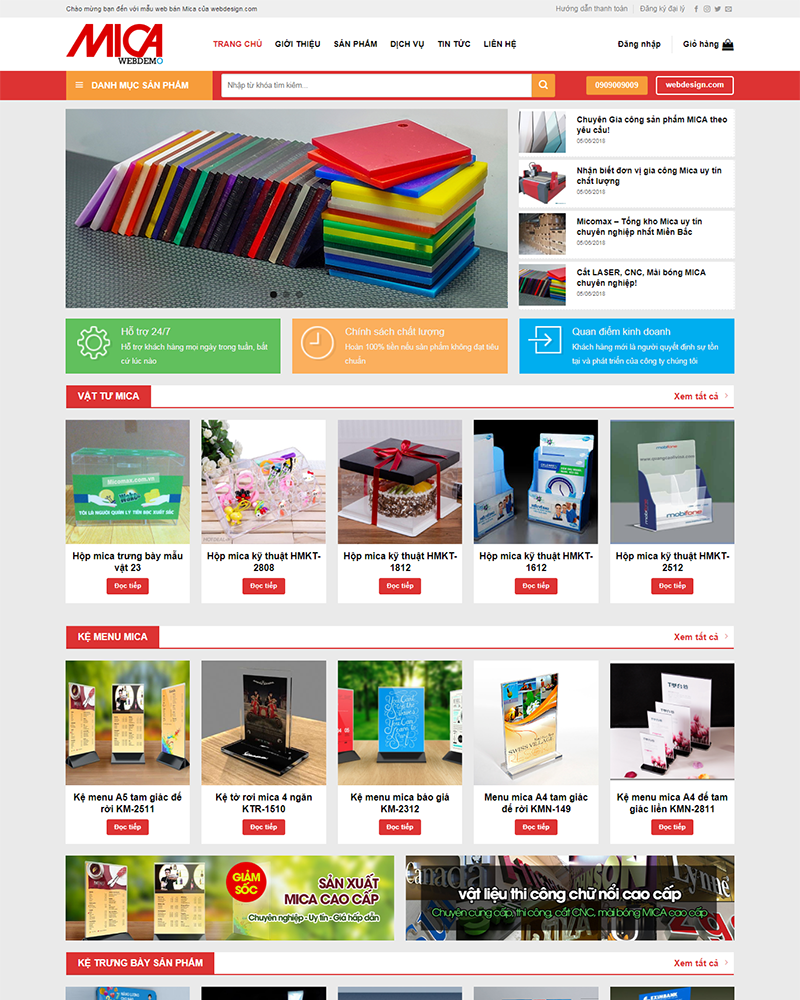 Chào mừng bạn đến với mẫu web bán Mica của webdesign.com
Hướng dẫn thanh toán
Đăng ký đại lý
MICA
WEBDEMO
TRANG CHỦ
GIỚI THIỆU
SẢN PHẨM
DỊCH VỤ
TIN TỨC
LIÊN HỆ
Đăng nhập
Giỏ hàng
DANH MỤC SẢN PHẨM
Nhập từ khóa tìm kiếm...
0909009009
webdesign.com
Chuyên Gia công sản phẩm MICA theo
yêu cầu!
05/06/2018
Nhận biết đơn vị gia công Mica uy tín
chất lượng
05/06/2018
Micomax – Tổng kho Mica uy tín
chuyên nghiệp nhất Miền Bắc
05/06/2018
Cắt LASER, CNC, Mài bóng MICA
chuyên nghiệp!
05/06/2018
Hỗ trợ 24/7
Hỗ trợ khách hàng mọi ngày trong tuần, bất
cứ lúc nào
Chính sách chất lượng
Hoàn 100% tiền nếu sản phẩm không đạt tiêu
chuẩn
Quan điểm kinh doanh
Khách hàng mới là người quyết định sự tồn
tại và phát triển của công ty chúng tôi
VẬT TƯ MICA
Xem tất cả
Micomax.com.vn
TÔI LÀ NGƯỜI QUẢN LÝ TIỀN BẠC XUẤT SẮC
mobifone
mobifone
Hộp mica trưng bày mẫu
vật 23
Đọc tiếp
Hộp mica kỹ thuật HMKT-
2808
Đọc tiếp
Hộp mica kỹ thuật HMKT-
1812
Đọc tiếp
Hộp mica kỹ thuật HMKT-
1612
Đọc tiếp
Hộp mica kỹ thuật HMKT-
2512
Đọc tiếp
KỆ MENU MICA
Xem tất cả
SWISS VILLAGE
Kệ menu A5 tam giác đế
rời KM-2511
Đọc tiếp
Kệ tờ rơi mica 4 ngăn
KTR-1510
Đọc tiếp
Kệ menu mica báo giá
KM-2312
Đọc tiếp
Menu mica A4 tam giác
đế rời KMN-149
Đọc tiếp
Kệ menu mica A4 đế tam
giác liền KMN-2811
Đọc tiếp
GIẢM
SỐC
SẢN XUẤT
MICA CAO CẤP
Chuyên nghiệp - Uy tín - Giá hấp dẫn
Canada
Lynne
vật liệu thi công chữ nổi cao cấp
Chuyên cung cấp, thi công, cắt CNC, mài bóng MICA cao cấp
KỆ TRƯNG BÀY SẢN PHẨM
Xem tất cả
EXIMBANK